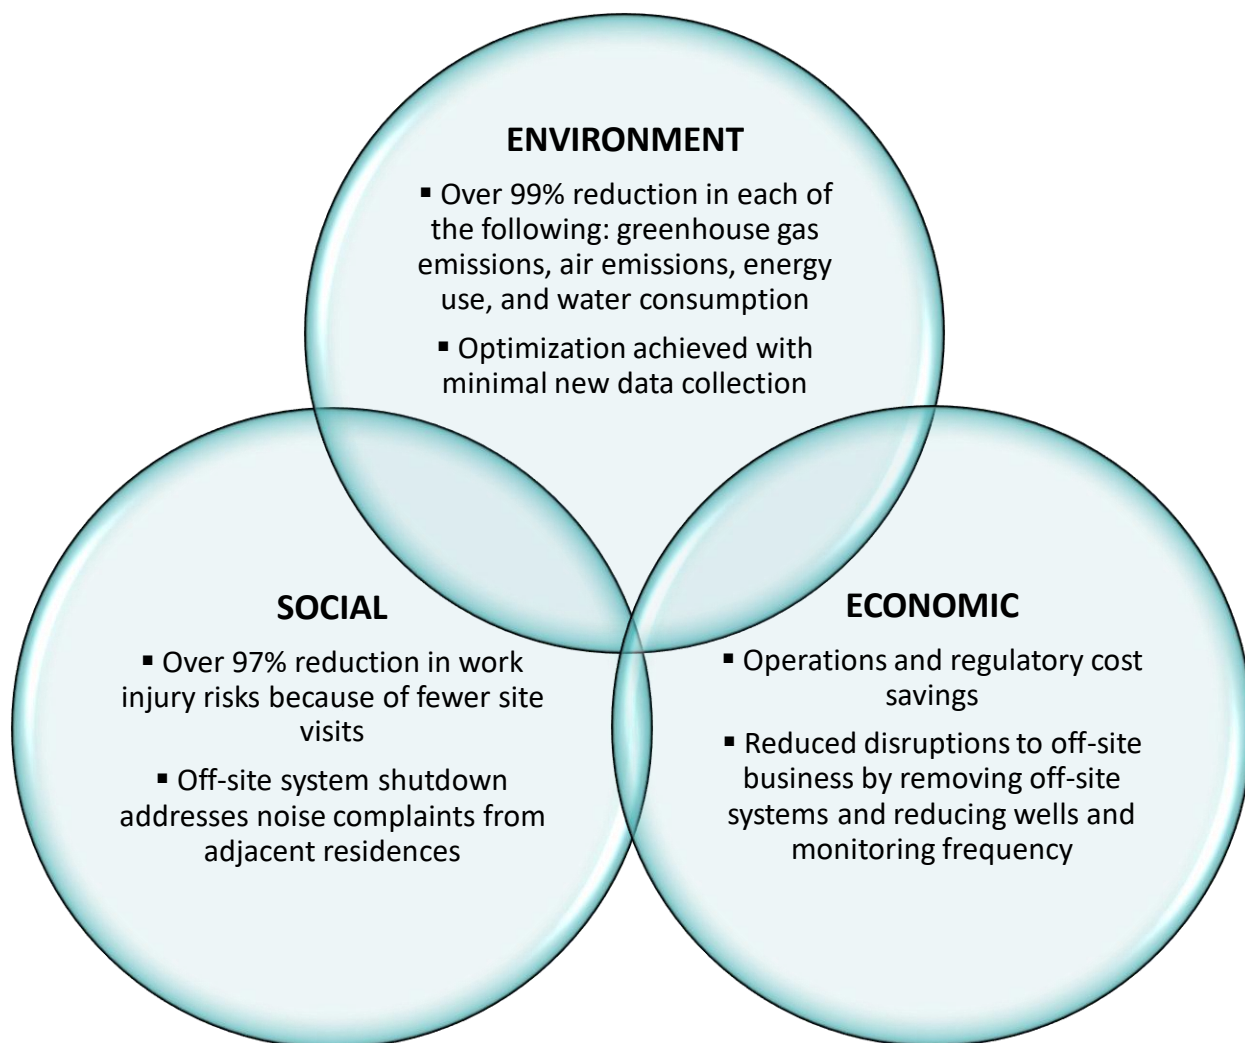 ENVIRONMENT
▪ Over 99% reduction in each of
the following: greenhouse gas
emissions, air emissions, energy
use, and water consumption
▪ Optimization achieved with
minimal new data collection
SOCIAL
▪ Over 97% reduction in work
injury risks because of fewer site
visits
▪ Off-site system shutdown
addresses noise complaints from
adjacent residences
ECONOMIC
▪ Operations and regulatory cost
savings
▪ Reduced disruptions to off-site
business by removing off-site
systems and reducing wells and
monitoring frequency